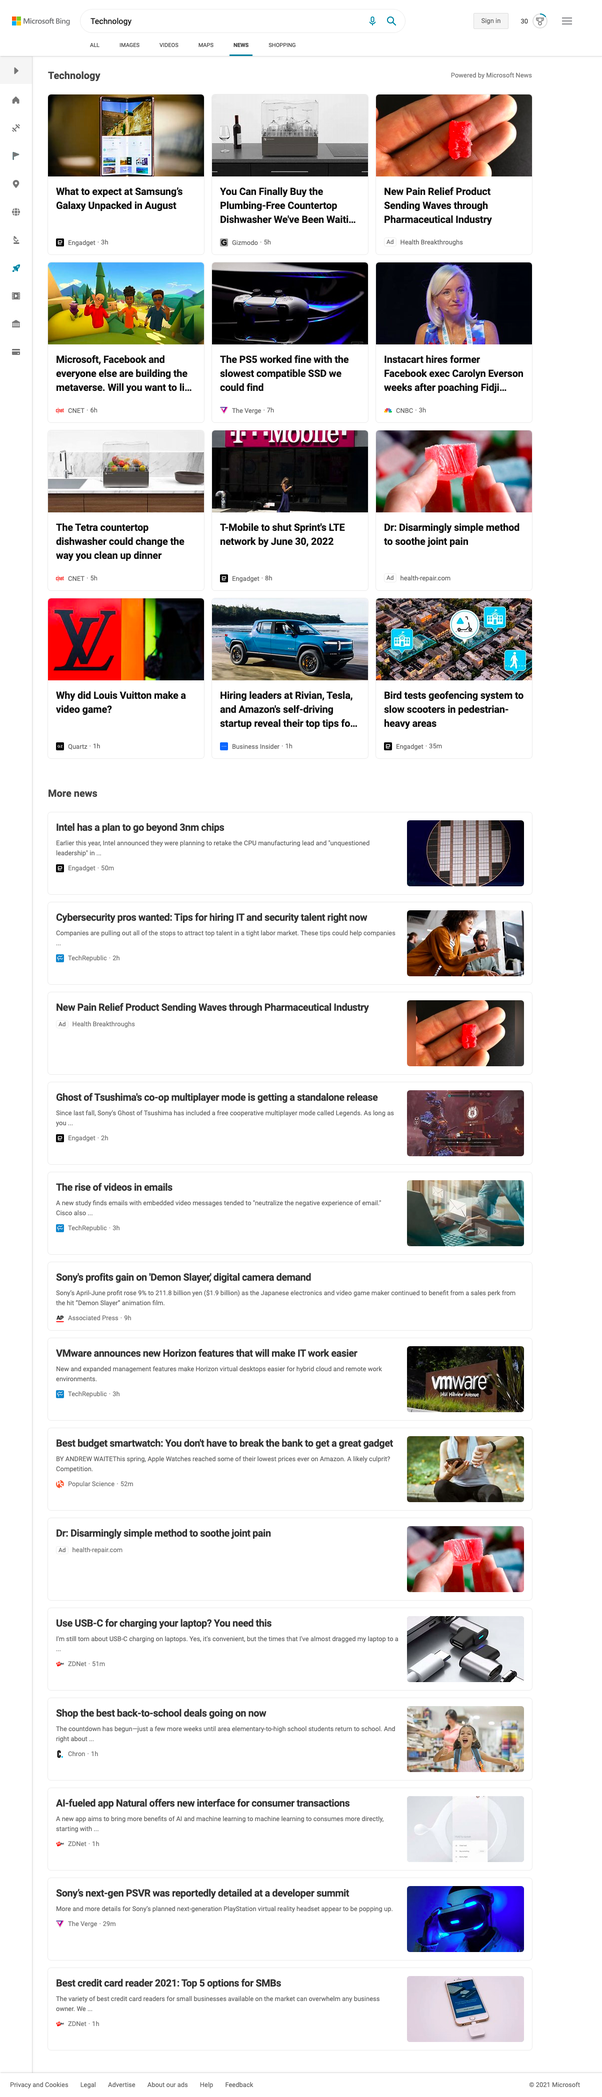 Microsoft Bing
Technology
Sign in
30
ALL
IMAGES
VIDEOS
MAPS
NEWS
SHOPPING
Technology
Powered by Microsoft News
What to expect at Samsung's
Galaxy Unpacked in August
Engadget · 3h
You Can Finally Buy the
Plumbing-Free Countertop
Dishwasher We've Been Waiti...
Gizmodo · 5h
New Pain Relief Product
Sending Waves through
Pharmaceutical Industry
Ad Health Breakthroughs
Microsoft, Facebook and
everyone else are building the
metaverse. Will you want to li...
CNET · 6h
The PS5 worked fine with the
slowest compatible SSD we
could find
The Verge · 7h
Instacart hires former
Facebook exec Carolyn Everson
weeks after poaching Fidji...
CNBC · 3h
The Tetra countertop
dishwasher could change the
way you clean up dinner
CNET · 5h
T-Mobile
T-Mobile to shut Sprint's LTE
network by June 30, 2022
Engadget · 8h
Dr: Disarmingly simple method
to soothe joint pain
Ad health-repair.com
LV
Why did Louis Vuitton make a
video game?
Quartz · 1h
Hiring leaders at Rivian, Tesla,
and Amazon's self-driving
startup reveal their top tips fo...
Business Insider · 1h
Bird tests geofencing system to
slow scooters in pedestrian-
heavy areas
Engadget · 35m
More news
Intel has a plan to go beyond 3nm chips
Earlier this year, Intel announced they were planning to retake the CPU manufacturing lead and "unquestioned
leadership" in ...
Engadget · 50m
Cybersecurity pros wanted: Tips for hiring IT and security talent right now
Companies are pulling out all of the stops to attract top talent in a tight labor market. These tips could help companies
...
TechRepublic · 2h
New Pain Relief Product Sending Waves through Pharmaceutical Industry
Ad Health Breakthroughs
Ghost of Tsushima's co-op multiplayer mode is getting a standalone release
Since last fall, Sony's Ghost of Tsushima has included a free cooperative multiplayer mode called Legends. As long as
you ...
Engadget · 2h
The rise of videos in emails
A new study finds emails with embedded video messages tended to "neutralize the negative experience of email."
Cisco also ...
TechRepublic · 3h
Sony's profits gain on 'Demon Slayer,' digital camera demand
Sony's April-June profit rose 9% to 211.8 billion yen ($1.9 billion) as the Japanese electronics and video game maker continued to benefit from a sales perk from
the hit "Demon Slayer" animation film.
AP Associated Press · 9h
VMware announces new Horizon features that will make IT work easier
New and expanded management features make Horizon virtual desktops easier for hybrid cloud and remote work
environments.
TechRepublic · 3h
vmware
Best budget smartwatch: You don't have to break the bank to get a great gadget
BY ANDREW WAITEThis spring, Apple Watches reached some of their lowest prices ever on Amazon. A likely culprit?
Competition.
Popular Science · 52m
Dr: Disarmingly simple method to soothe joint pain
Ad health-repair.com
Use USB-C for charging your laptop? You need this
I'm still torn about USB-C charging on laptops. Yes, it's convenient, but the times that I've almost dragged my laptop to a
...
ZDNet · 51m
Shop the best back-to-school deals going on now
The countdown has begun—just a few more weeks until area elementary-to-high school students return to school. And
right about ...
Chron · 1h
AI-fueled app Natural offers new interface for consumer transactions
A new app aims to bring more benefits of AI and machine learning to machine learning to consumes more directly,
starting with ...
ZDNet · 1h
Sony's next-gen PSVR was reportedly detailed at a developer summit
More and more details for Sony's planned next-generation PlayStation virtual reality headset appear to be popping up.
The Verge · 29m
Best credit card reader 2021: Top 5 options for SMBs
The variety of best credit card readers for small businesses available on the market can overwhelm any business
owner. We ...
ZDNet · 1h
Privacy and Cookies
Legal
Advertise
About our ads
Help
Feedback
© 2021 Microsoft